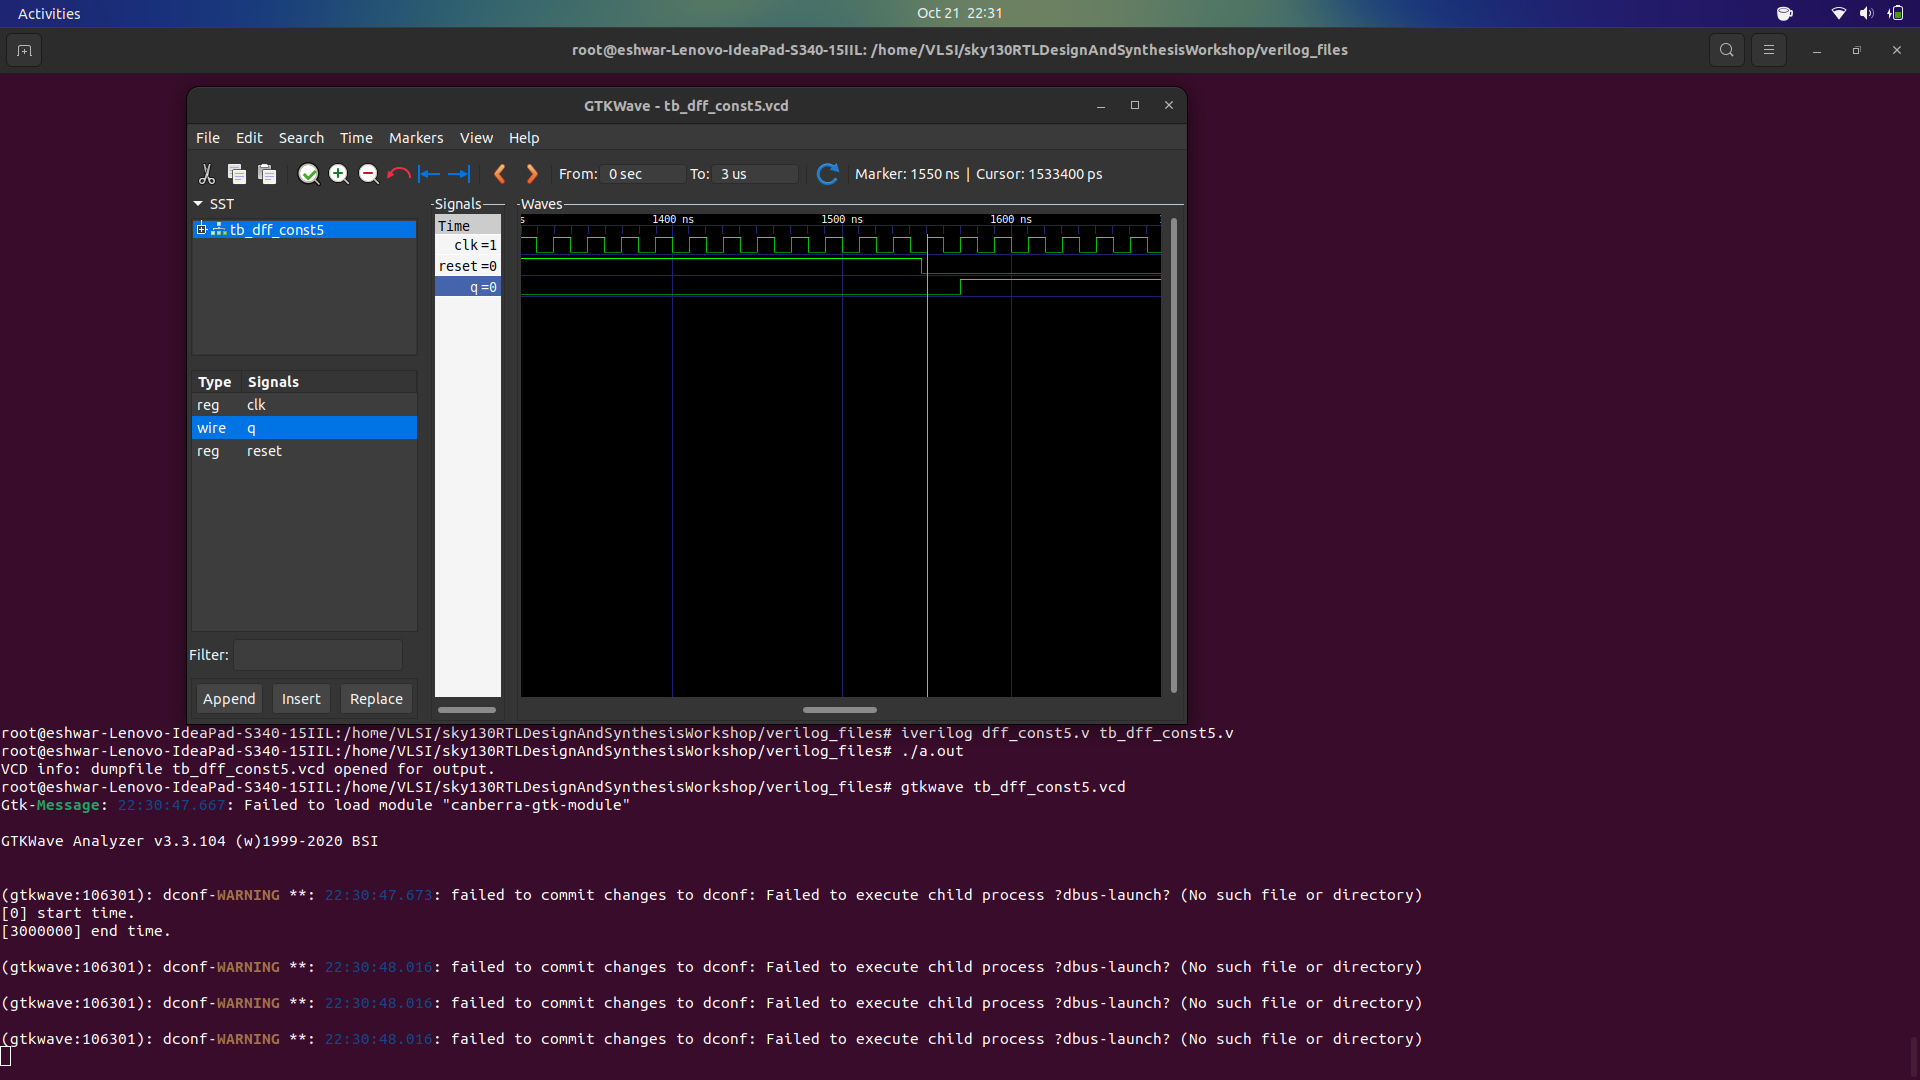 Activities
Oct 21 22:31
root@eshwar-Lenovo-IdeaPad-S340-15IIL: /home/VLSI/sky130RTLDesignAndSynthesisWorkshop/verilog_files
GTKWave - tb_dff_const5.vcd
File Edit Search Time Markers View Help
From: 0 sec To: 3 us Marker: 1550 ns | Cursor: 1533400 ps
SST
tb_dff_const5
Signals
Time
clk =1
reset =0
q =0
Waves
s 1400 ns 1500 ns 1600 ns
Type Signals
reg clk
wire q
reg reset
Filter:
Append Insert Replace
root@eshwar-Lenovo-IdeaPad-S340-15IIL:/home/VLSI/sky130RTLDesignAndSynthesisWorkshop/verilog_files# iverilog dff_const5.v tb_dff_const5.v
root@eshwar-Lenovo-IdeaPad-S340-15IIL:/home/VLSI/sky130RTLDesignAndSynthesisWorkshop/verilog_files# ./a.out
VCD info: dumpfile tb_dff_const5.vcd opened for output.
root@eshwar-Lenovo-IdeaPad-S340-15IIL:/home/VLSI/sky130RTLDesignAndSynthesisWorkshop/verilog_files# gtkwave tb_dff_const5.vcd
Gtk-Message: 22:30:47.667: Failed to load module "canberra-gtk-module"
GTKWave Analyzer v3.3.104 (w)1999-2020 BSI
(gtkwave:106301): dconf-WARNING **: 22:30:47.673: failed to commit changes to dconf: Failed to execute child process ?dbus-launch? (No such file or directory)
[0] start time.
[3000000] end time.
(gtkwave:106301): dconf-WARNING **: 22:30:48.016: failed to commit changes to dconf: Failed to execute child process ?dbus-launch? (No such file or directory)
(gtkwave:106301): dconf-WARNING **: 22:30:48.016: failed to commit changes to dconf: Failed to execute child process ?dbus-launch? (No such file or directory)
(gtkwave:106301): dconf-WARNING **: 22:30:48.016: failed to commit changes to dconf: Failed to execute child process ?dbus-launch? (No such file or directory)